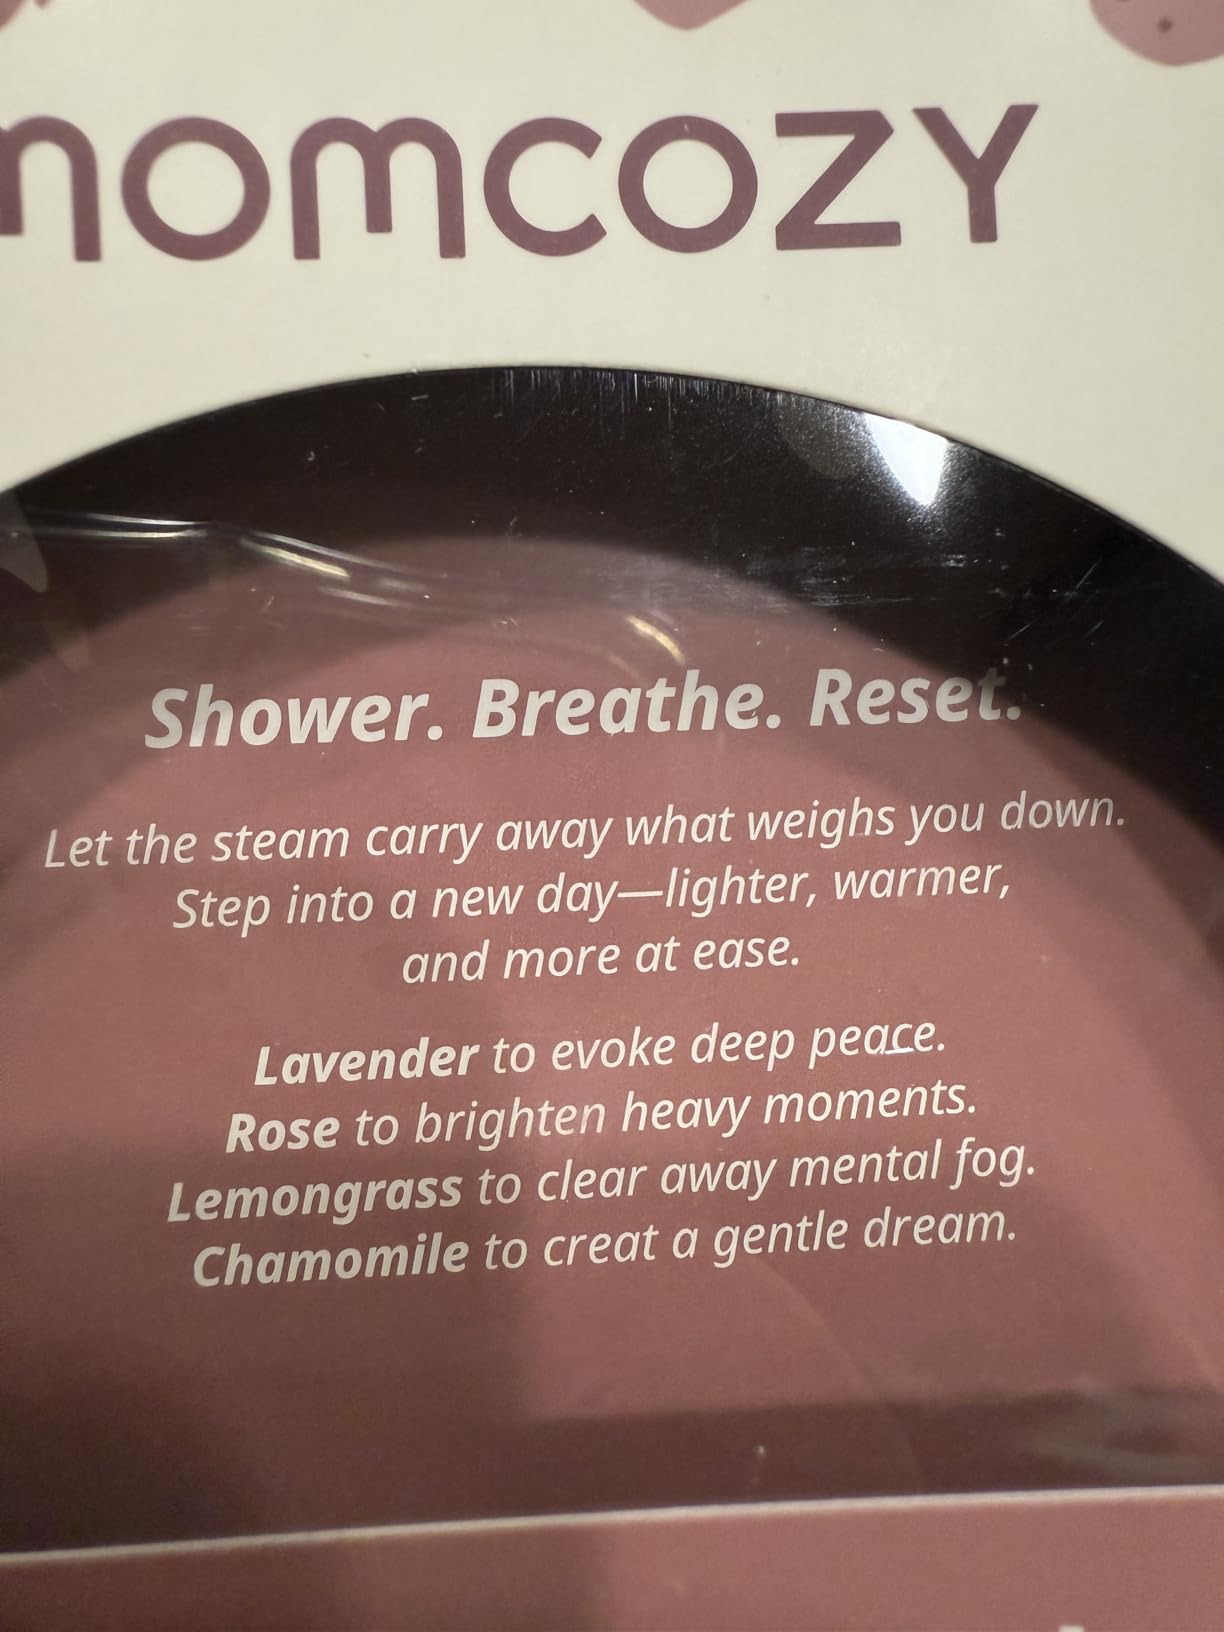 momcozy
Shower. Breathe. Reset.
Let the steam carry away what weighs you down.
Step into a new day—lighter, warmer,
and more at ease.
Lavender to evoke deep peace.
Rose to brighten heavy moments.
Lemongrass to clear away mental fog.
Chamomile to creat a gentle dream.